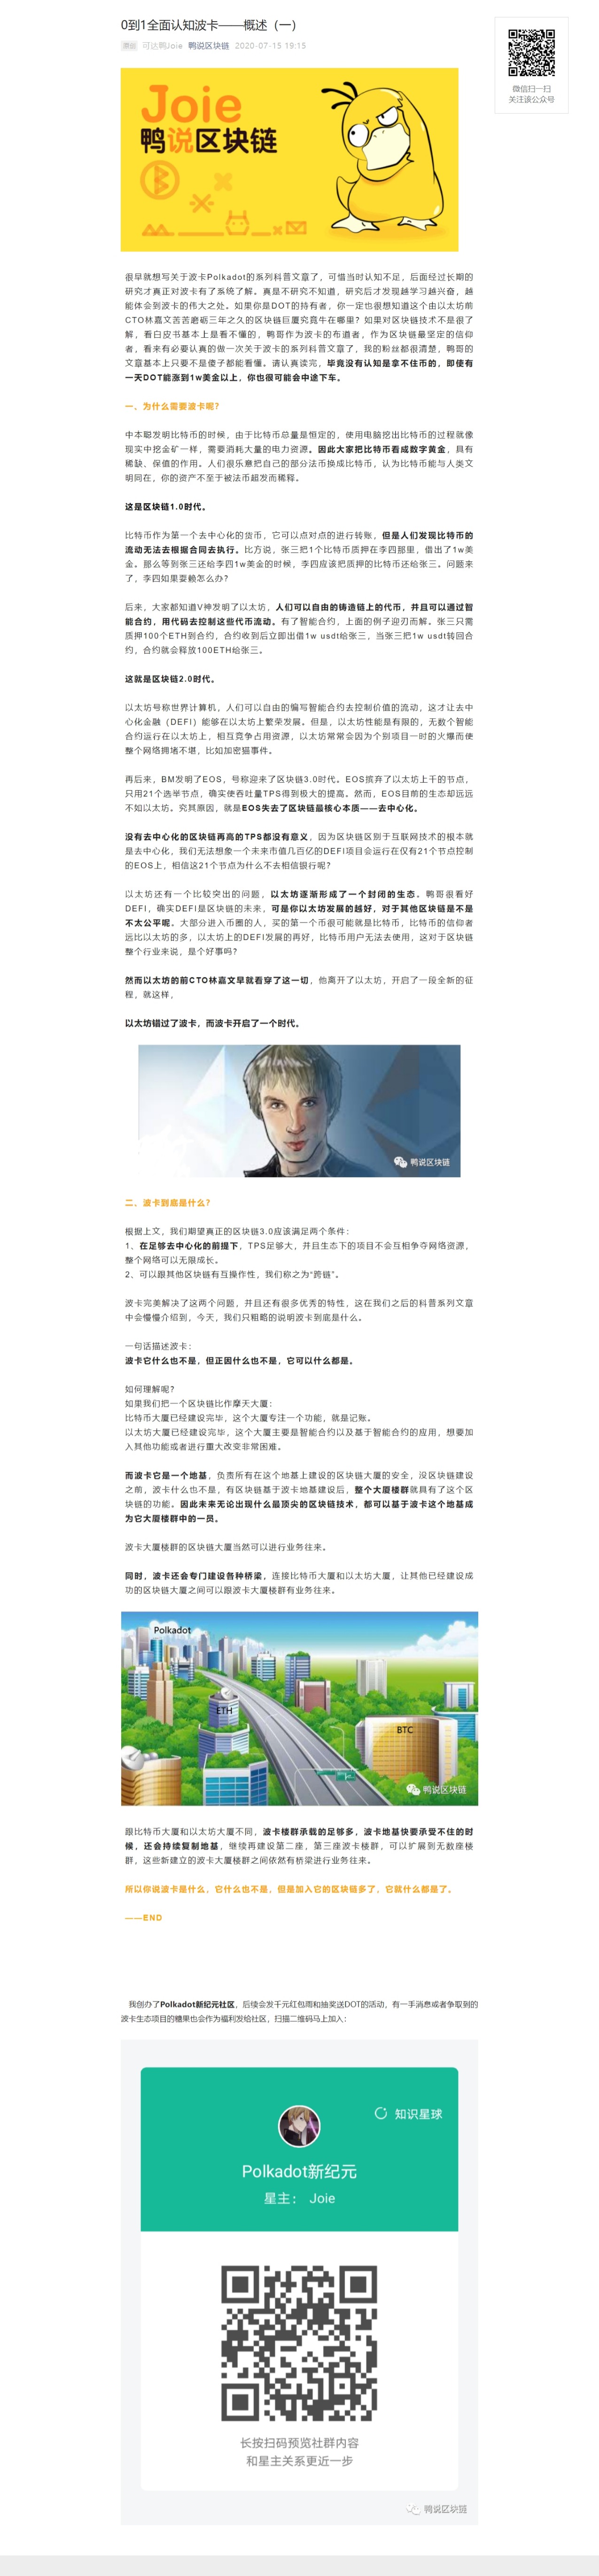 0到1全面认知波卡——概述（一）
原创 可达鸭Joie 鸭说区块链 2020-07-15 19:15
微信扫一扫
关注该公众号
Joie
鸭说区块链
很早就想写关于波卡Polkadot的系列科普文章了，可惜当时认知不足，后面经过长期的
研究才真正对波卡有了系统了解。真是不研究不知道，研究后才发现越学习越兴奋，越
能体会到波卡的伟大之处。如果你是DOT的持有者，你一定也很想知道这个由以太坊前
CTO林嘉文苦苦磨砺三年之久的区块链巨厦究竟牛在哪里？如果对区块链技术不是很了
解，看白皮书基本上是看不懂的，鸭哥作为波卡的布道者，作为区块链最坚定的信仰
者，看来有必要认真的做一次关于波卡的系列科普文章了，我的粉丝都很清楚，鸭哥的
文章基本上只要不是傻子都能看懂。请认真读完，毕竟没有认知是拿不住币的，即使有
一天DOT能涨到1w美金以上，你也很可能会中途下车。
一、为什么需要波卡呢？
中本聪发明比特币的时候，由于比特币总量是恒定的，使用电脑挖出比特币的过程就像
现实中挖金矿一样，需要消耗大量的电力资源。因此大家把比特币看成数字黄金，具有
稀缺、保值的作用。人们很乐意把自己的部分法币换成比特币，认为比特币能与人类文
明同在，你的资产不至于被法币超发而稀释。
这是区块链1.0时代。
比特币作为第一个去中心化的货币，它可以点对点的进行转账，但是人们发现比特币的
流动无法去根据合同去执行。比方说，张三把1个比特币质押在李四那里，借出了1w美
金。那么等到张三还给李四1w美金的时候，李四应该把质押的比特币还给张三。问题来
了，李四如果耍赖怎么办？
后来，大家都知道V神发明了以太坊，人们可以自由的铸造链上的代币，并且可以通过智
能合约，用代码去控制这些代币流动。有了智能合约，上面的例子迎刃而解。张三只需
质押100个ETH到合约，合约收到后立即出借1w usdt给张三，当张三把1w usdt转回合
约，合约就会释放100ETH给张三。
这就是区块链2.0时代。
以太坊号称世界计算机，人们可以自由的编写智能合约去控制价值的流动，这才让去中
心化金融（DEFI）能够在以太坊上繁荣发展。但是，以太坊性能是有限的，无数个智能
合约运行在以太坊上，相互竞争占用资源，以太坊常常会因为个别项目一时的火爆而使
整个网络拥堵不堪，比如加密猫事件。
再后来，BM发明了EOS，号称迎来了区块链3.0时代。EOS摈弃了以太坊上千的节点，
只用21个选举节点，确实使吞吐量TPS得到极大的提高。然而，EOS目前的生态却远远
不如以太坊。究其原因，就是EOS失去了区块链最核心本质——去中心化。
没有去中心化的区块链再高的TPS都没有意义，因为区块链区别于互联网技术的根本就
是去中心化，我们无法想象一个未来市值几百亿的DEFI项目会运行在仅有21个节点控制
的EOS上，相信这21个节点为什么不去相信银行呢？
以太坊还有一个比较突出的问题，以太坊逐渐形成了一个封闭的生态。鸭哥很看好
DEFI，确实DEFI是区块链的未来，可是你以太坊发展的越好，对于其他区块链是不是
不太公平呢。大部分进入币圈的人，买的第一个币很可能就是比特币，比特币的信仰者
远比以太坊的多，以太坊上的DEFI发展的再好，比特币用户无法去使用，这对于区块链
整个行业来说，是个好事吗？
然而以太坊的前CTO林嘉文早就看穿了这一切，他离开了以太坊，开启了一段全新的征
程，就这样，
以太坊错过了波卡，而波卡开启了一个时代。
鸭说区块链
二、波卡到底是什么？
根据上文，我们期望真正的区块链3.0应该满足两个条件：
1、在足够去中心化的前提下，TPS足够大，并且生态下的项目不会互相争夺网络资源，
整个网络可以无限成长。
2、可以跟其他区块链有互操作性，我们称之为“跨链”。
波卡完美解决了这两个问题，并且还有很多优秀的特性，这在我们之后的科普系列文章
中会慢慢介绍到，今天，我们只粗略的说明波卡到底是什么。
一句话描述波卡：
波卡它什么也不是，但正因什么也不是，它可以什么都是。
如何理解呢？
如果我们把一个区块链比作摩天大厦：
比特币大厦已经建设完毕，这个大厦专注一个功能，就是记账。
以太坊大厦已经建设完毕，这个大厦主要是智能合约以及基于智能合约的应用，想要加
入其他功能或者进行重大改变非常困难。
而波卡它是一个地基，负责所有在这个地基上建设的区块链大厦的安全，没区块链建设
之前，波卡什么也不是，有区块链基于波卡地基建设后，整个大厦楼群就具有了这个区
块链的功能。因此未来无论出现什么最顶尖的区块链技术，都可以基于波卡这个地基成
为它大厦楼群中的一员。
波卡大厦楼群的区块链大厦当然可以进行业务往来。
同时，波卡还会专门建设各种桥梁，连接比特币大厦和以太坊大厦，让其他已经建设成
功的区块链大厦之间可以跟波卡大厦楼群有业务往来。
Polkadot
ETH
BTC
鸭说区块链
跟比特币大厦和以太坊大厦不同，波卡楼群承载的足够多，波卡地基快要承受不住的时
候，还会持续复制地基，继续再建设第二座，第三座波卡楼群，可以扩展到无数座楼
群，这些新建立的波卡大厦楼群之间依然有桥梁进行业务往来。
所以你说波卡是什么，它什么也不是，但是加入它的区块链多了，它就什么都是了。
——END
我创办了Polkadot新纪元社区，后续会发千元红包雨和抽奖送DOT的活动，有一手消息或者争取到的
波卡生态项目的糖果也会作为福利发给社区，扫描二维码马上加入：
知识星球
Polkadot新纪元
星主： Joie
长按扫码预览社群内容
和星主关系更近一步
鸭说区块链